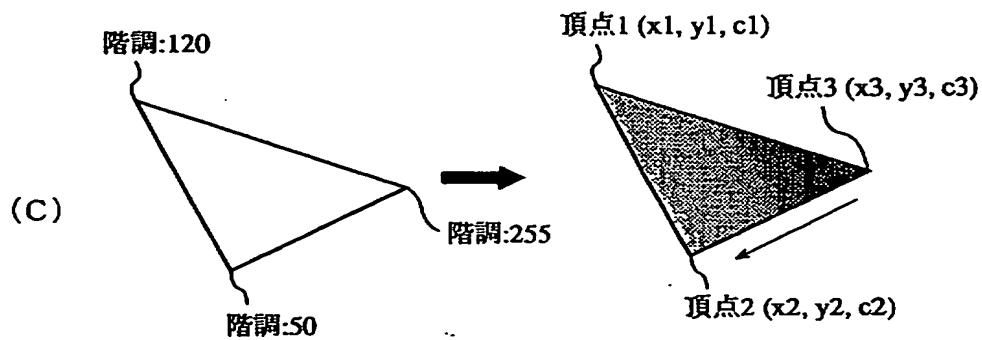 階調:120
頂点1 (x1, y1, c1)
頂点3 (x3, y3, c3)
(C)
階調:255
階調:50
頂点2 (x2, y2, c2)